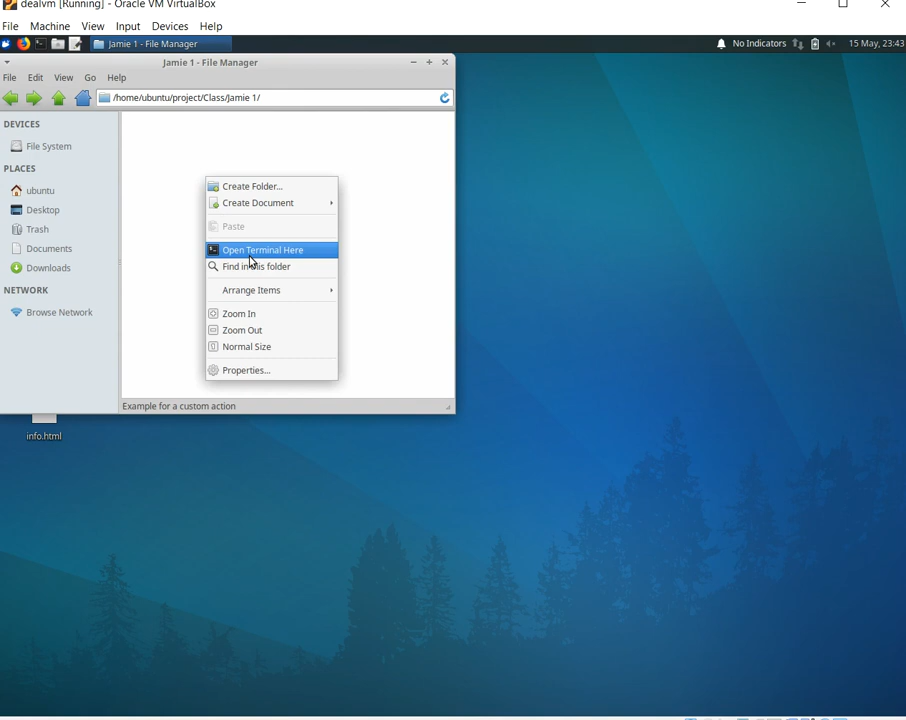 dealvm [Running] - Oracle VM VirtualBox
File Machine View Input Devices Help
Jamie 1 - File Manager
No Indicators
15 May, 23:43
Jamie 1 - File Manager
File Edit View Go Help
/home/ubuntu/project/Class/Jamie 1/
DEVICES
File System
PLACES
ubuntu
Desktop
Trash
Documents
Downloads
NETWORK
Browse Network
Create Folder...
Create Document
Paste
Open Terminal Here
Find in this folder
Arrange Items
Zoom In
Zoom Out
Normal Size
Properties...
Example for a custom action
info.html